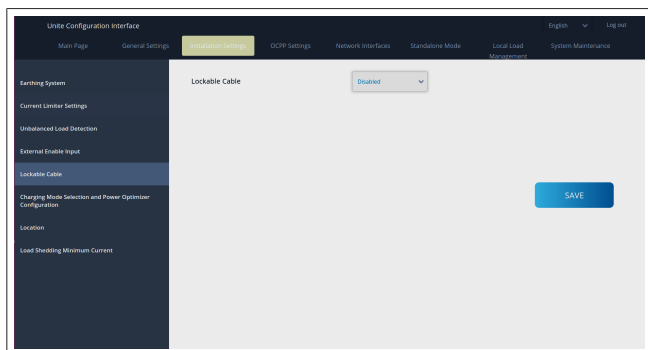 Unite Configuration Interface
English
Log out
Main Page
General Settings
Installation Settings
OCPP Settings
Network Interfaces
Standalone Mode
Local Load
Management
System Maintenance
Earthing System
Current Limiter Settings
Unbalanced Load Detection
External Enable Input
Lockable Cable
Charging Mode Selection and Power Optimizer
Configuration
Location
Load Shedding Minimum Current
Lockable Cable
Disabled
SAVE